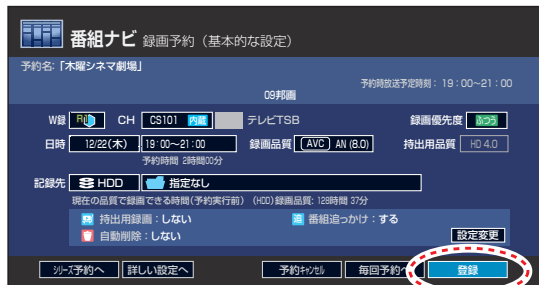 番組ナビ 録画予約（基本的な設定）
予約名:「木曜シネマ劇場」
予約時放送予定時刻：19：00～21：00
09邦画
W録 R1 CH CS101 内蔵 テレビTSB 録画優先度 ふつう
日時 12/22(木) 19:00～21:00 録画品質 AVC AN (8.0) 持出用品質 HD 4.0
予約時間 2時間00分
記録先 HDD 指定なし
現在の品質で録画できる時間(予約実行前) (HDD)録画品質: 128時間 37分
持出用録画：しない 番組追っかけ：する
自動削除：しない 設定変更
シリーズ予約へ 詳しい設定へ 予約キャンセル 毎回予約へ 登録